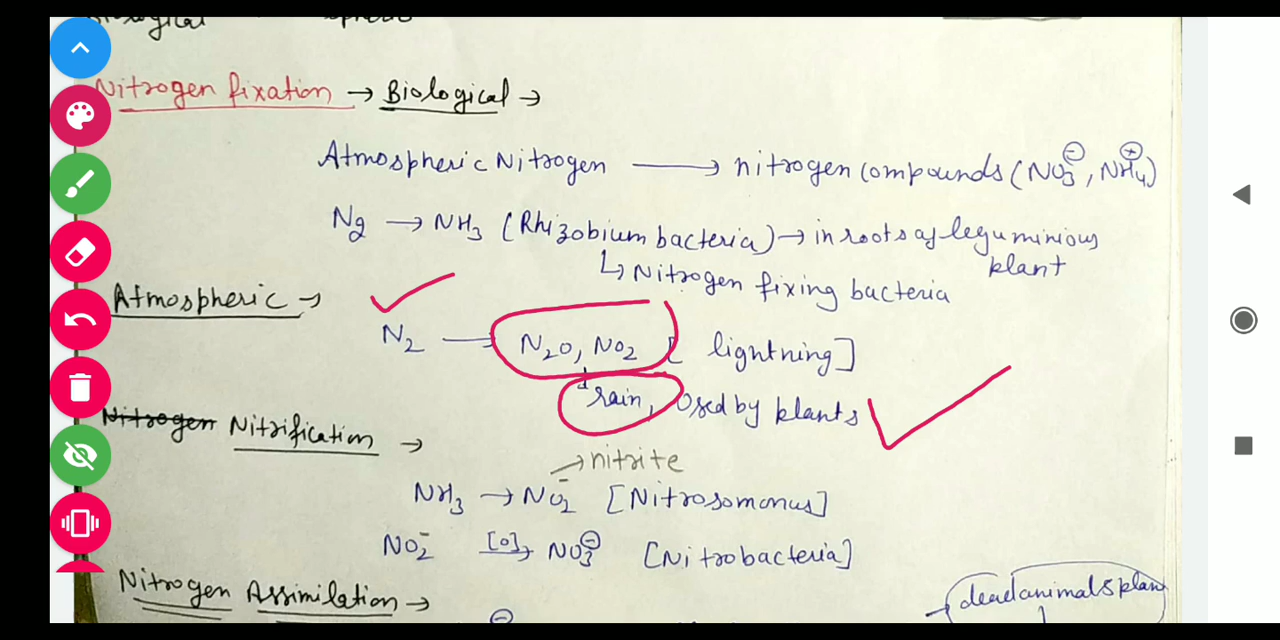 Biological
Nitrogen fixation → Biological →
Atmospheric Nitrogen ⟶ nitrogen compounds (NO3⊖, NH4⊕)
N2 → NH3 (Rhizobium bacteria) → in roots of leguminious
plant
↳ Nitrogen fixing bacteria
Atmospheric →
N2 ⟶ N2O, NO2 [ lightning]
↓
rain, Used by plants
Nitrogen Nitrification →
→ nitrite
NH3 → NO2- [Nitrosomonus]
NO2- [O]→ NO3⊖ [Nitrobacteria]
Nitrogen Assimilation →
dead animals & plan